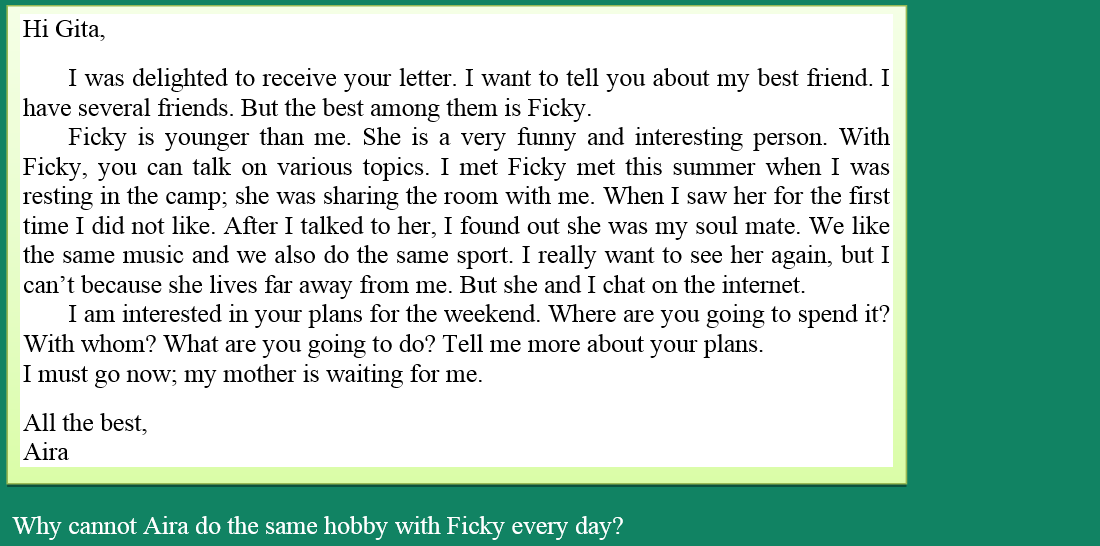 Hi Gita,
I was delighted to receive your letter. I want to tell you about my best friend. I
have several friends. But the best among them is Ficky.
Ficky is younger than me. She is a very funny and interesting person. With
Ficky, you can talk on various topics. I met Ficky met this summer when I was
resting in the camp; she was sharing the room with me. When I saw her for the first
time I did not like. After I talked to her, I found out she was my soul mate. We like
the same music and we also do the same sport. I really want to see her again, but I
can’t because she lives far away from me. But she and I chat on the internet.
I am interested in your plans for the weekend. Where are you going to spend it?
With whom? What are you going to do? Tell me more about your plans.
I must go now; my mother is waiting for me.
All the best,
Aira
Why cannot Aira do the same hobby with Ficky every day?